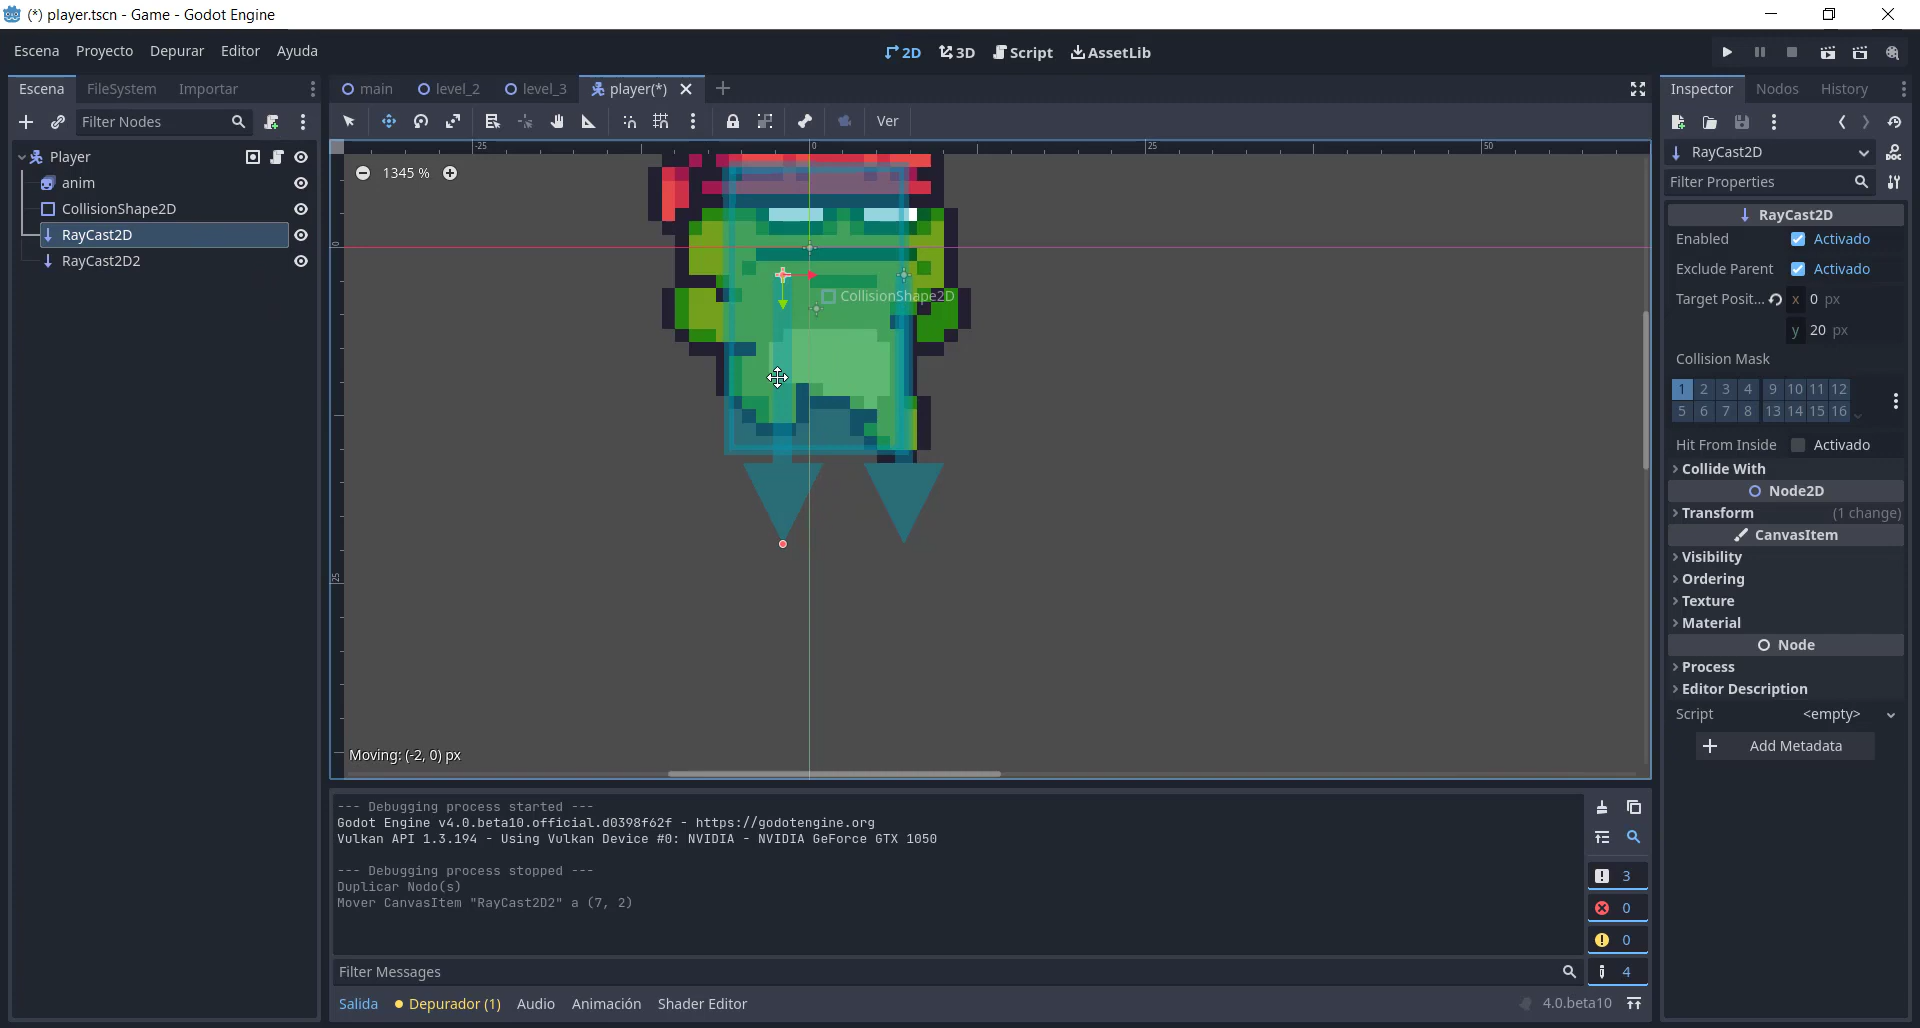 (*) player.tscn - Game - Godot Engine
Escena Proyecto Depurar Editor Ayuda
2D 3D Script AssetLib
Escena FileSystem Importar
Filter Nodes
Player
anim
CollisionShape2D
RayCast2D
RayCast2D2
main level_2 level_3 player(*)
Ver
-25 0 25 50
0
25
1345 %
CollisionShape2D
Moving: (-2, 0) px
--- Debugging process started ---
Godot Engine v4.0.beta10.official.d0398f62f - https://godotengine.org
Vulkan API 1.3.194 - Using Vulkan Device #0: NVIDIA - NVIDIA GeForce GTX 1050
--- Debugging process stopped ---
Duplicar Nodo(s)
Mover CanvasItem "RayCast2D2" a (7, 2)
3
0
0
4
Filter Messages
Salida Depurador (1) Audio Animación Shader Editor
4.0.beta10
Inspector Nodos History
RayCast2D
Filter Properties
RayCast2D
Enabled Activado
Exclude Parent Activado
Target Posit... x 0 px
y 20 px
Collision Mask
1 2 3 4 9 10 11 12
5 6 7 8 13 14 15 16
Hit From Inside Activado
Collide With
Node2D
Transform (1 change)
CanvasItem
Visibility
Ordering
Texture
Material
Node
Process
Editor Description
Script <empty>
Add Metadata